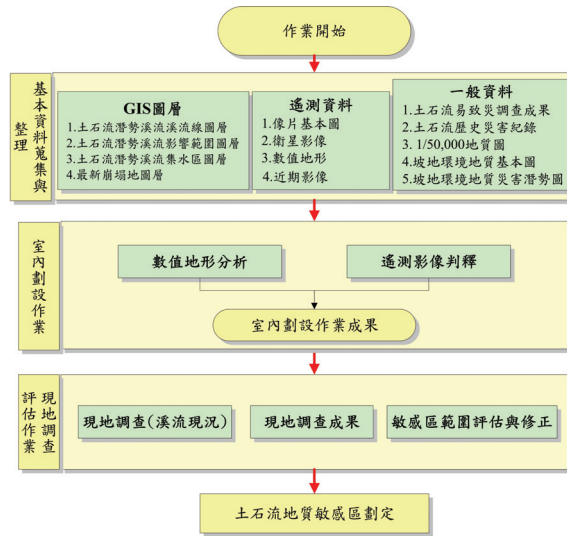 作業開始
基本資料蒐集與
整理
GIS圖層
1.土石流潛勢溪流溪流線圖層
2.土石流潛勢溪流影響範圍圖層
3.土石流潛勢溪流集水區圖層
4.最新崩塌地圖層
遙測資料
1.像片基本圖
2.衛星影像
3.數值地形
4.近期影像
一般資料
1.土石流易致災調查成果
2.土石流歷史災害紀錄
3. 1/50,000地質圖
4.坡地環境地質基本圖
5.坡地環境地質災害潛勢圖
室內劃設作業
數值地形分析
遙測影像判釋
室內劃設作業成果
現地調查
評估作業
現地調查(溪流現況)
現地調查成果
敏感區範圍評估與修正
土石流地質敏感區劃定